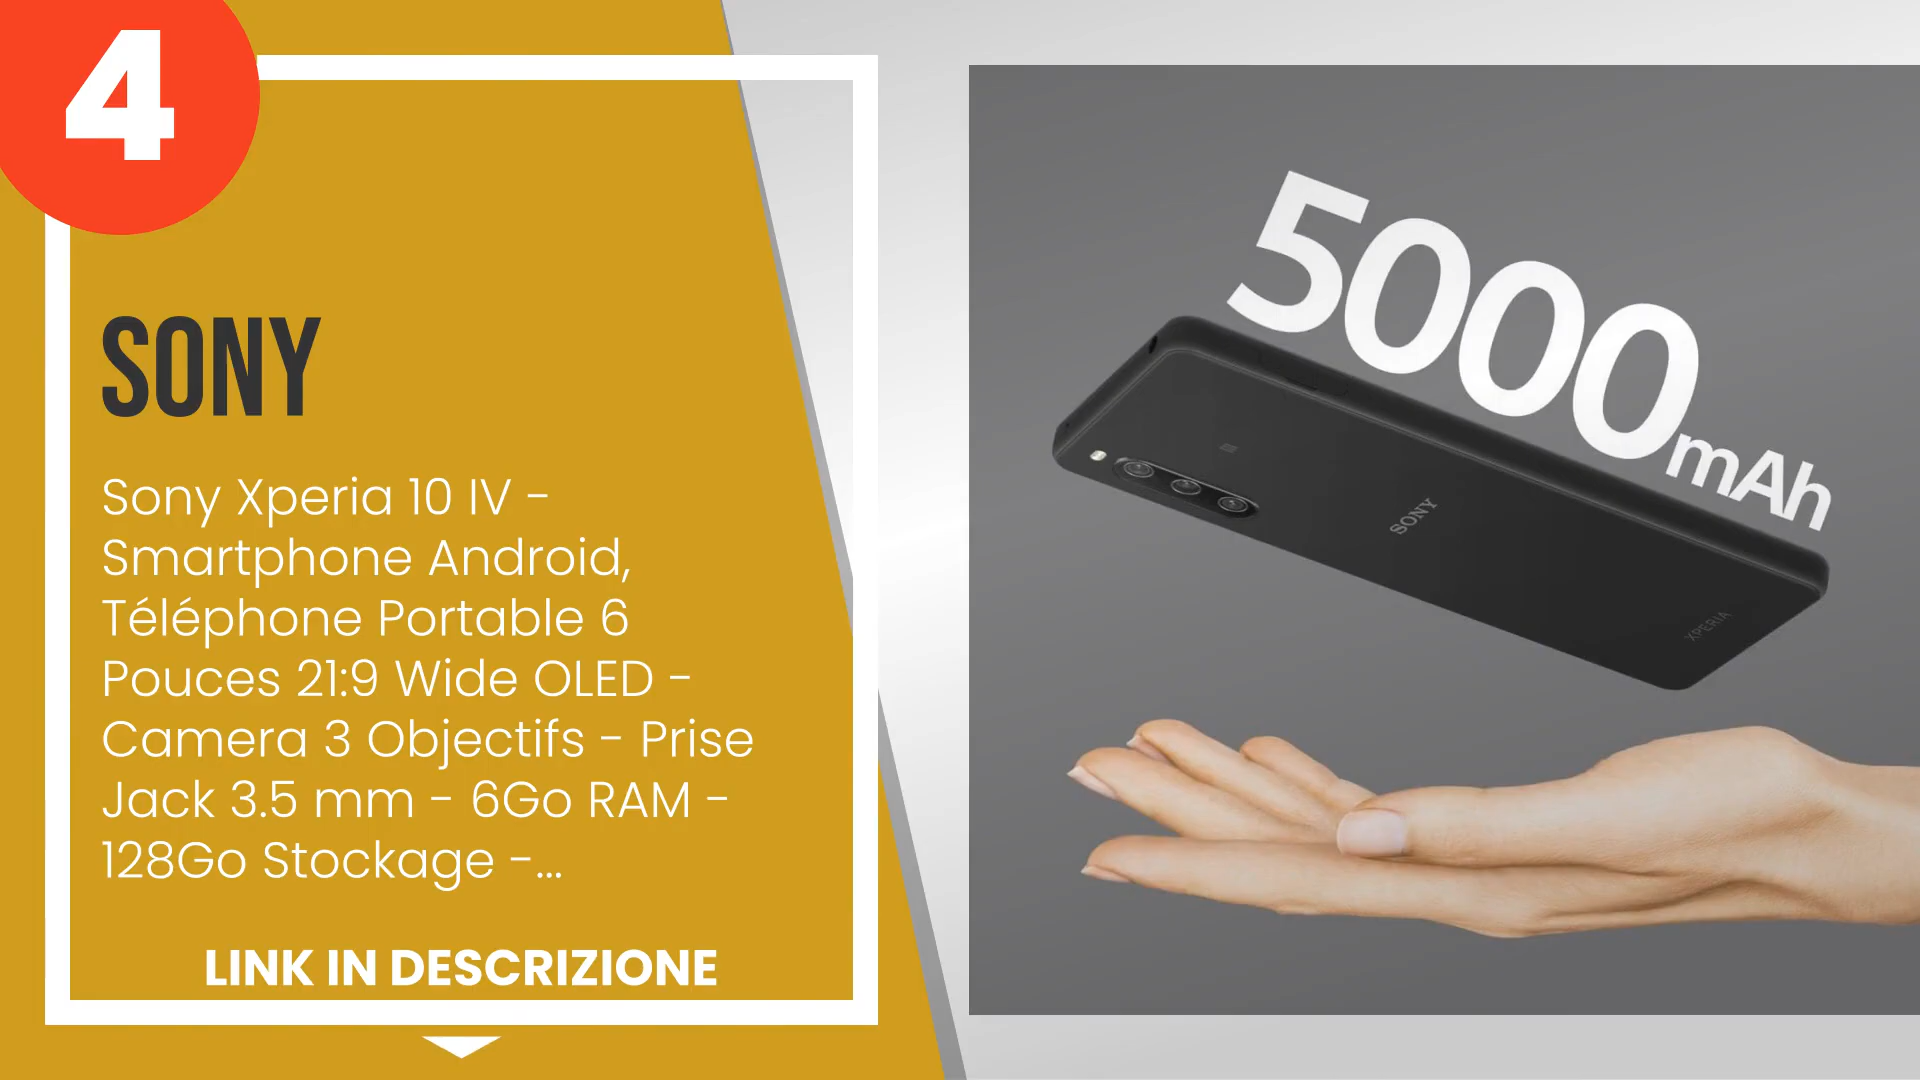 4
SONY
Sony Xperia 10 IV -
Smartphone Android,
Téléphone Portable 6
Pouces 21:9 Wide OLED -
Camera 3 Objectifs - Prise
Jack 3.5 mm - 6Go RAM -
128Go Stockage -...
LINK IN DESCRIZIONE
5000mAh
SONY
XPERIA